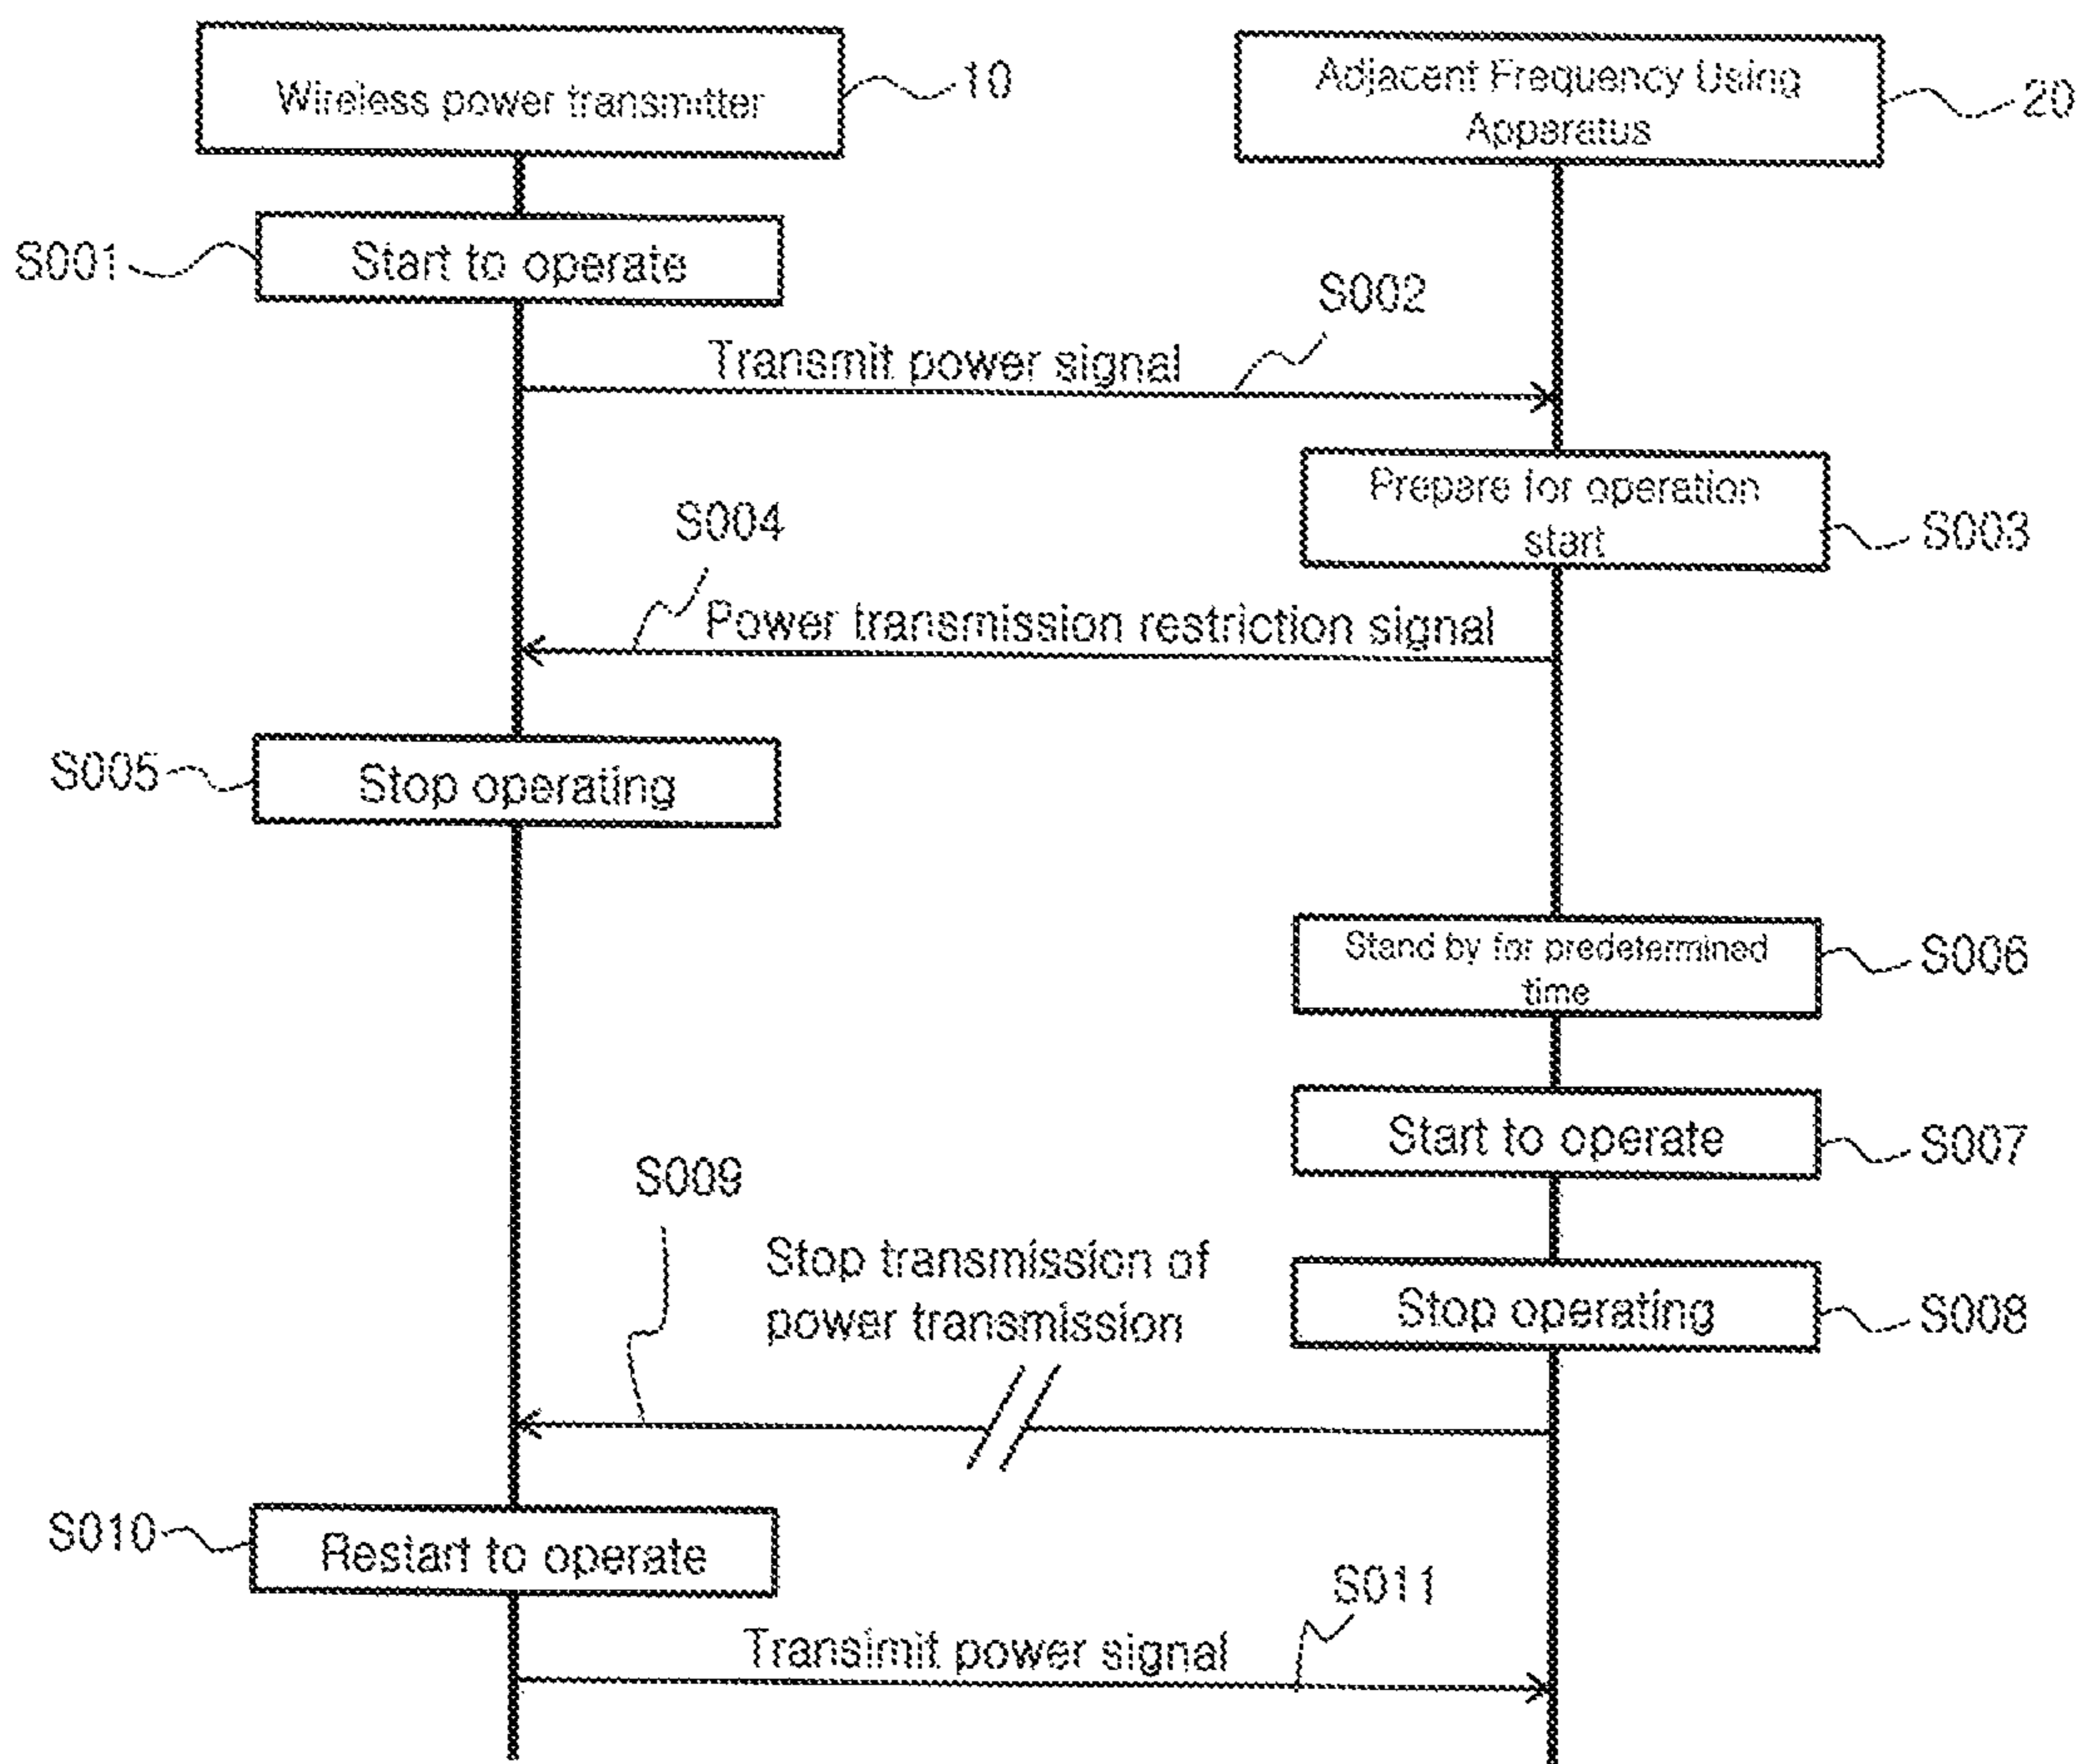 Wireless power transmitter
10
Adjacent Frequency Using
Apparatus
20
S001
Start to operate
S002
Transmit power signal
Prepare for operation
start
S003
S004
Power transmission restriction signal
S005
Stop operating
Stand by for predetermined
time
S006
Start to operate
S007
S009
Stop transmission of
power transmission
Stop operating
S008
S010
Restart to operate
S011
Transimit power signal